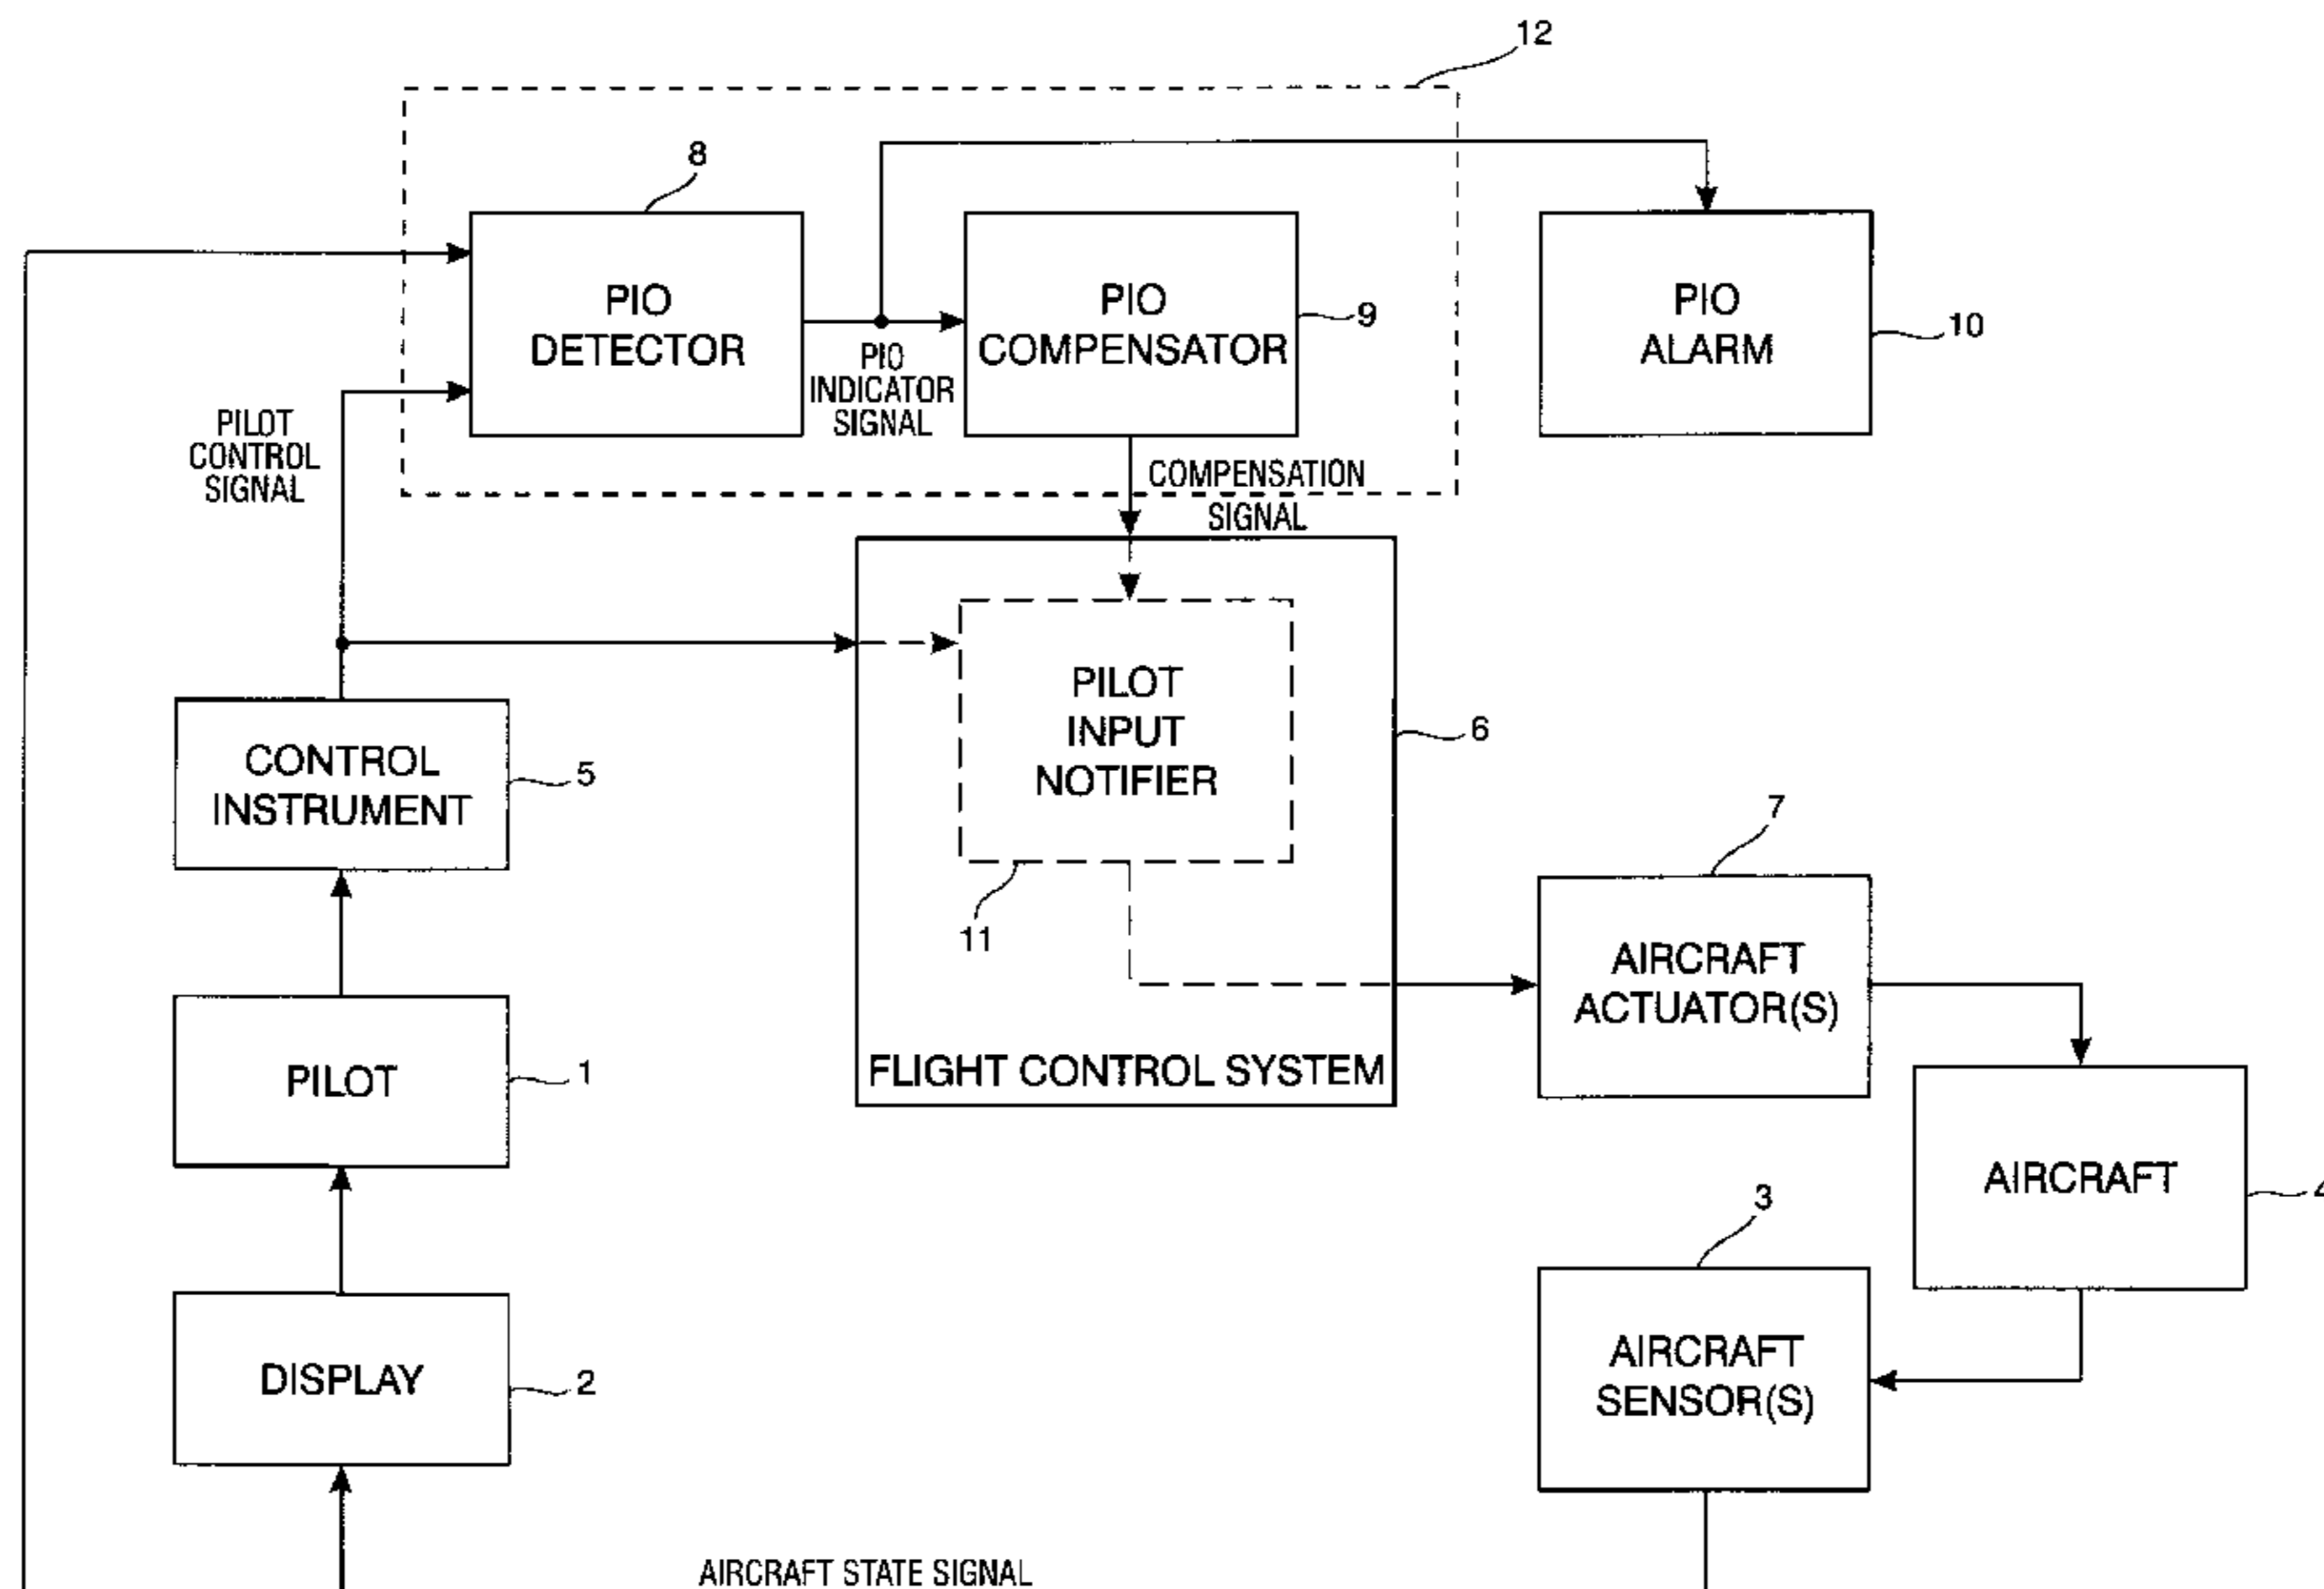 12
8
PIO
DETECTOR
PIO
INDICATOR
SIGNAL
PIO
COMPENSATOR
9
PIO
ALARM
10
PILOT
CONTROL
SIGNAL
COMPENSATION
SIGNAL
PILOT
INPUT
NOTIFIER
11
6
FLIGHT CONTROL SYSTEM
CONTROL
INSTRUMENT
5
7
AIRCRAFT
ACTUATOR(S)
PILOT
1
AIRCRAFT
4
3
AIRCRAFT
SENSOR(S)
DISPLAY
2
AIRCRAFT STATE SIGNAL